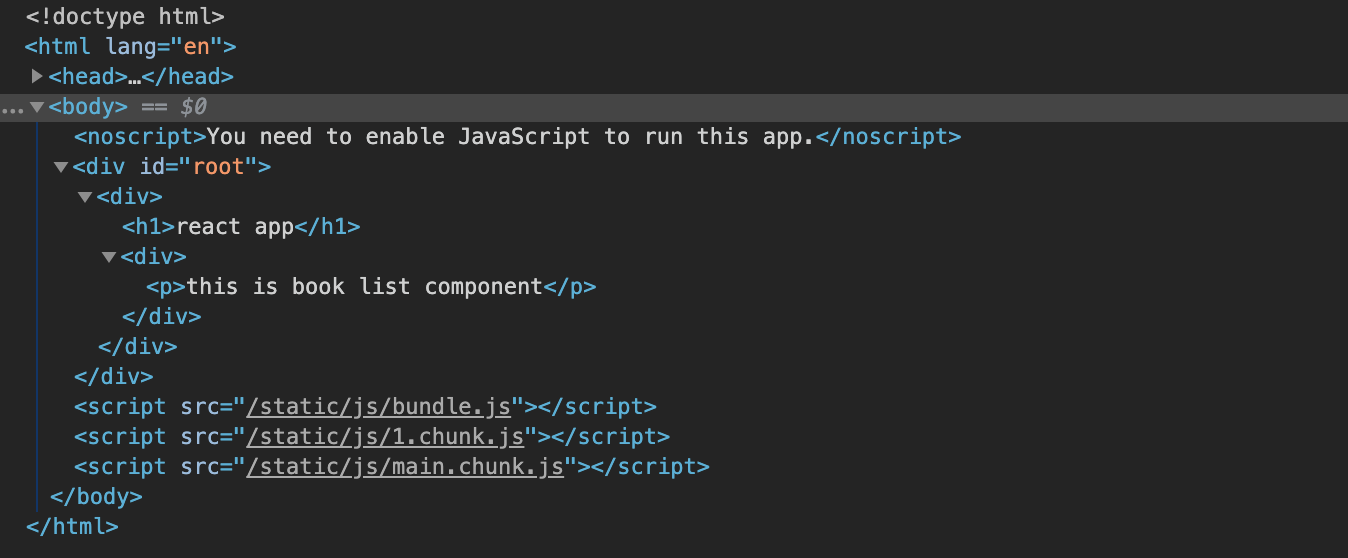 <!doctype html>
<html lang="en">
<head>…</head>
... <body> == $0
<noscript>You need to enable JavaScript to run this app.</noscript>
<div id="root">
<div>
<h1>react app</h1>
<div>
<p>this is book list component</p>
</div>
</div>
</div>
<script src="/static/js/bundle.js"></script>
<script src="/static/js/1.chunk.js"></script>
<script src="/static/js/main.chunk.js"></script>
</body>
</html>